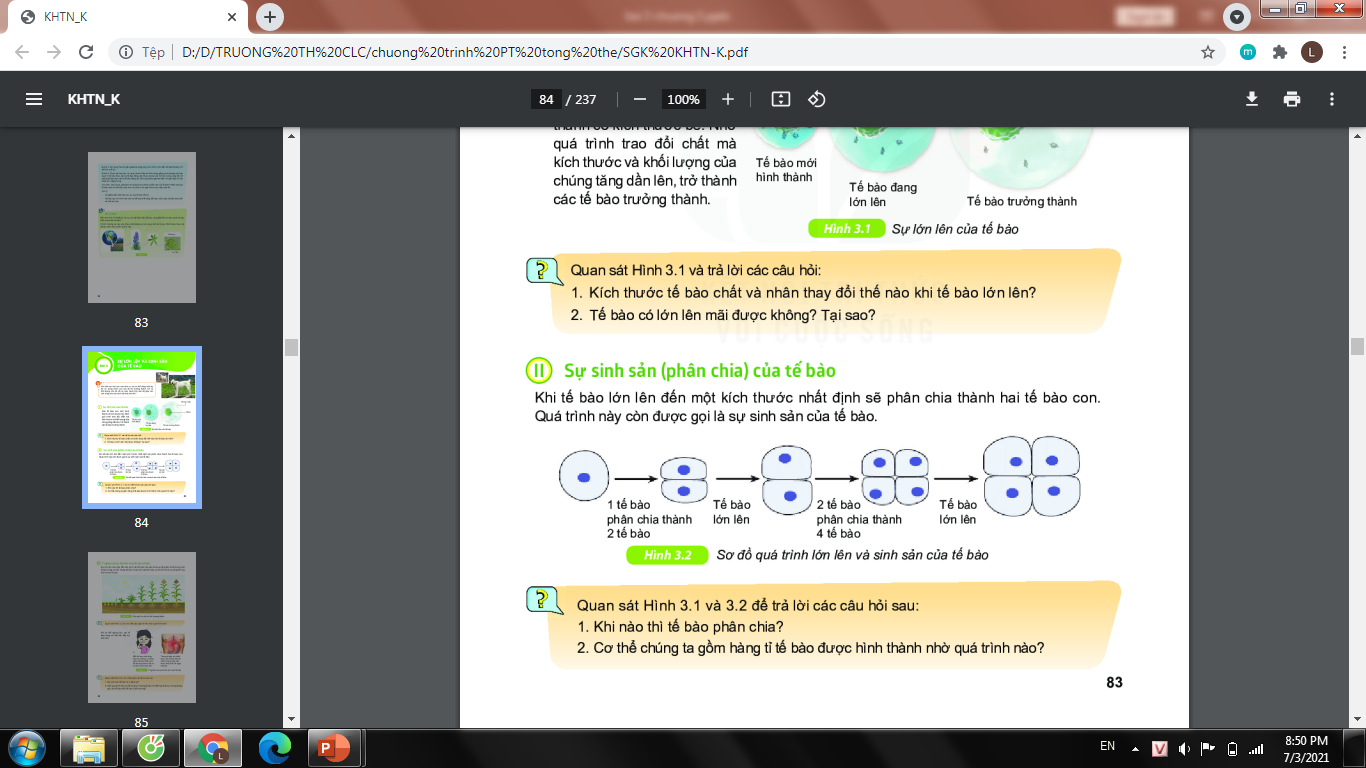 KHTN_K
Tệp
D:/D/TRUONG%20TH%20CLC/chuong%20trinh%20PT%20tong%20the/SGK%20KHTN-K.pdf
m
L
KHTN_K
84 / 237
100%
83
84
85
quá trình trao đổi chất mà
kích thước và khối lượng của
chúng tăng dần lên, trở thành
các tế bào trưởng thành.
Tế bào mới
hình thành
Tế bào đang
lớn lên
Tế bào trưởng thành
Hình 3.1 Sự lớn lên của tế bào
? Quan sát Hình 3.1 và trả lời các câu hỏi:
1. Kích thước tế bào chất và nhân thay đổi thế nào khi tế bào lớn lên?
2. Tế bào có lớn lên mãi được không? Tại sao?
VỚI CUỘC SỐNG
II Sự sinh sản (phân chia) của tế bào
Khi tế bào lớn lên đến một kích thước nhất định sẽ phân chia thành hai tế bào con.
Quá trình này còn được gọi là sự sinh sản của tế bào.
1 tế bào
phân chia thành
2 tế bào
Tế bào
lớn lên
2 tế bào
phân chia thành
4 tế bào
Tế bào
lớn lên
Hình 3.2 Sơ đồ quá trình lớn lên và sinh sản của tế bào
? Quan sát Hình 3.1 và 3.2 để trả lời các câu hỏi sau:
1. Khi nào thì tế bào phân chia?
2. Cơ thể chúng ta gồm hàng tỉ tế bào được hình thành nhờ quá trình nào?
83
EN
V
8:50 PM
7/3/2021